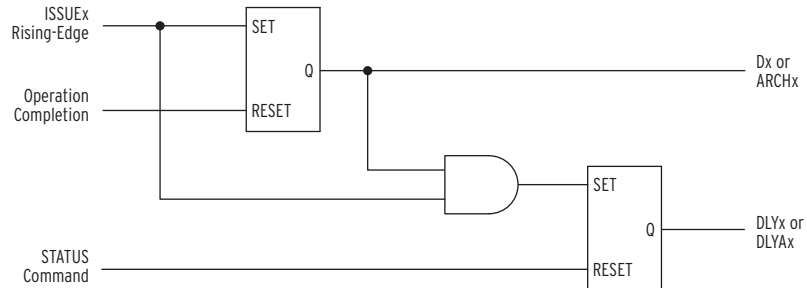 ISSUEx
Rising-Edge
SET
Q
Dx or
ARCHx
Operation
Completion
RESET
SET
Q
DLYx or
DLYAx
STATUS
Command
RESET